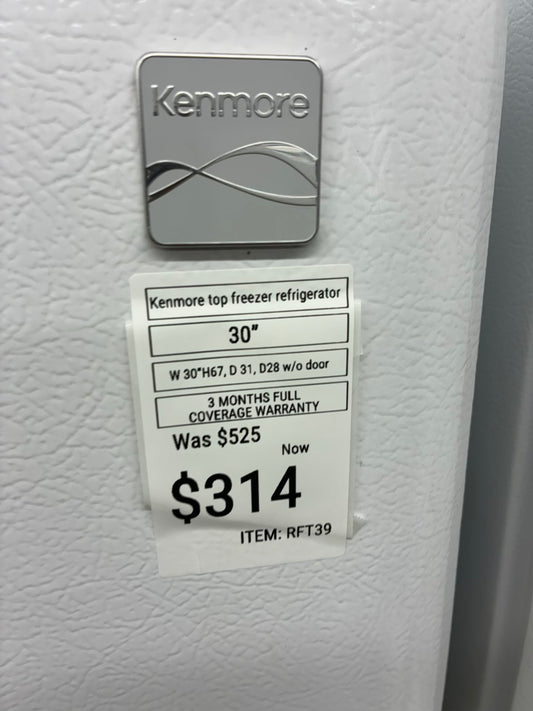 Kenmore
Kenmore top freezer refrigerator
30"
W 30"H67, D 31, D28 w/o door
3 MONTHS FULL
COVERAGE WARRANTY
Was $525
Now
$314
ITEM: RFT39